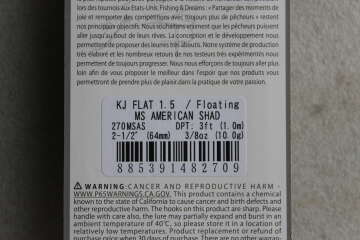 lors des tournois Aux Etats-Unis. Fishing & Dreams : « Partager des moments de
joie et remporter des compétitions avec toujours plus de pêcheurs » restent
nos principaux objectifs. Nous souhaitons vraiment que les pêcheurs puissent
aller jusqu'au bout de leurs rêves. La conception et le développement nous
permettent de proposer des leurres très aboutis. Notre système de production
très élaboré et les nombreux retours de nos testeurs très expérimentés nous
permettent de toujours progresser. Nous nous efforçons de toujours aller plus
loin afin de vous proposer le meilleur dans l'espoir que nos produits vous
permettront de prendre plus de plaisir dans la pratique de votre passion.
KJ FLAT 1.5 / Floating
MS AMERICAN SHAD
270MSAS DPT: 3ft (1.0m)
2-1/2" (64mm) 3/8oz (10.0g)
8853914827​09
⚠ WARNING: CANCER AND REPRODUCTIVE HARM -
WWW.P65WARNINGS.CA.GOV. This product contains a chemical
known to the state of California to cause cancer and birth defects and
other reproductive harm. The hooks on this product are sharp. Please
handle with care also, the lure may partially expand and burst in an
ambient temperature of 40°C, so please store it in a location of
relatively low temperatures. Product replacement or refund of
purchase price when 30 days of purchase. There are no other warran-